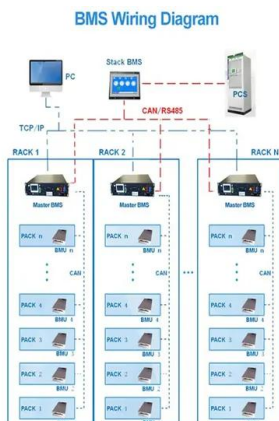 BMS Wiring Diagram
Stack BMS
PC
PCS
CAN/RS485
TCP/IP
RACK 1
RACK 2
RACK N
Master BMS
Master BMS
Master BMS
PACK n
PACK n
PACK n
BMU n
BMU n
BMU n
CAN
CAN
CAN
PACK 4
PACK 4
PACK 4
BMU 4
BMU 4
BMU 4
PACK 3
PACK 3
PACK 3
BMU 3
BMU 3
BMU 3
PACK 2
PACK 2
PACK 2
BMU 2
BMU 2
BMU 2
PACK 1
PACK 1
PACK 1